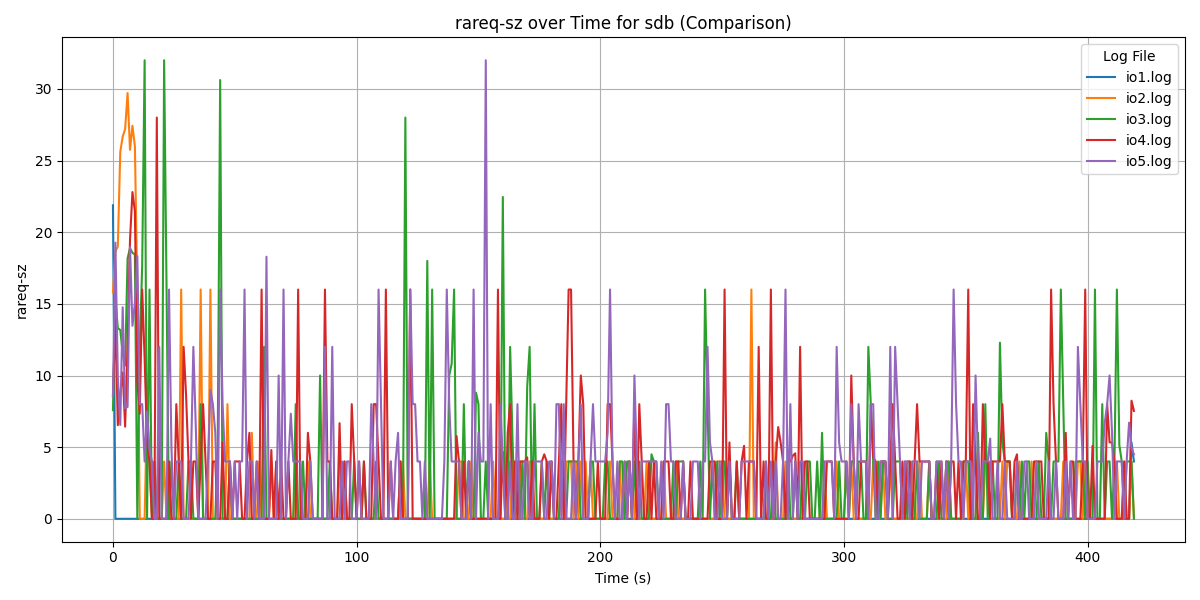 rareq-sz over Time for sdb (Comparison)
Log File
io1.log
io2.log
io3.log
io4.log
io5.log
rareq-sz
30
25
20
15
10
5
0
0 100 200 300 400
Time (s)